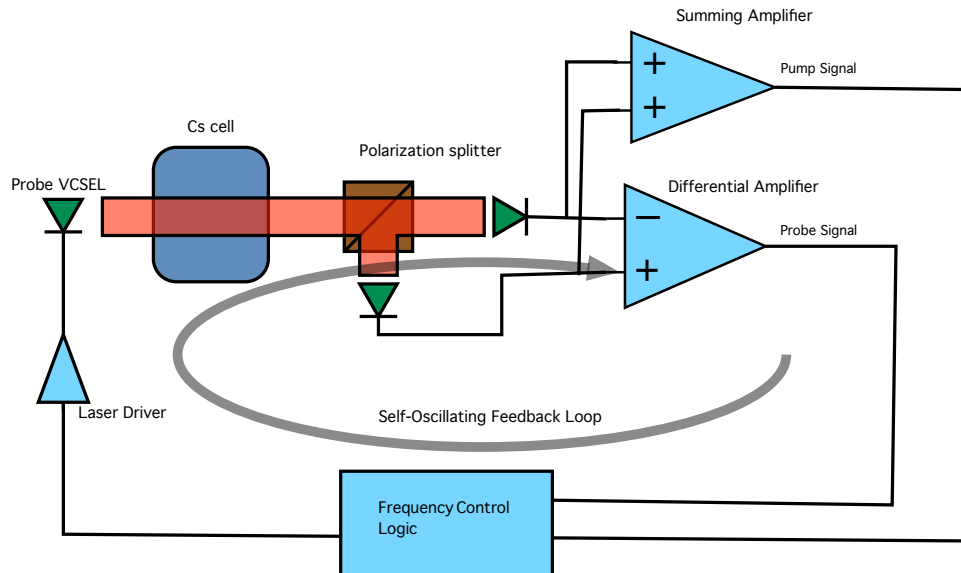 Summing Amplifier
Pump Signal
Cs cell
Polarization splitter
Probe VCSEL
Differential Amplifier
Probe Signal
+
+
−
+
Laser Driver
Self-Oscillating Feedback Loop
Frequency Control
Logic